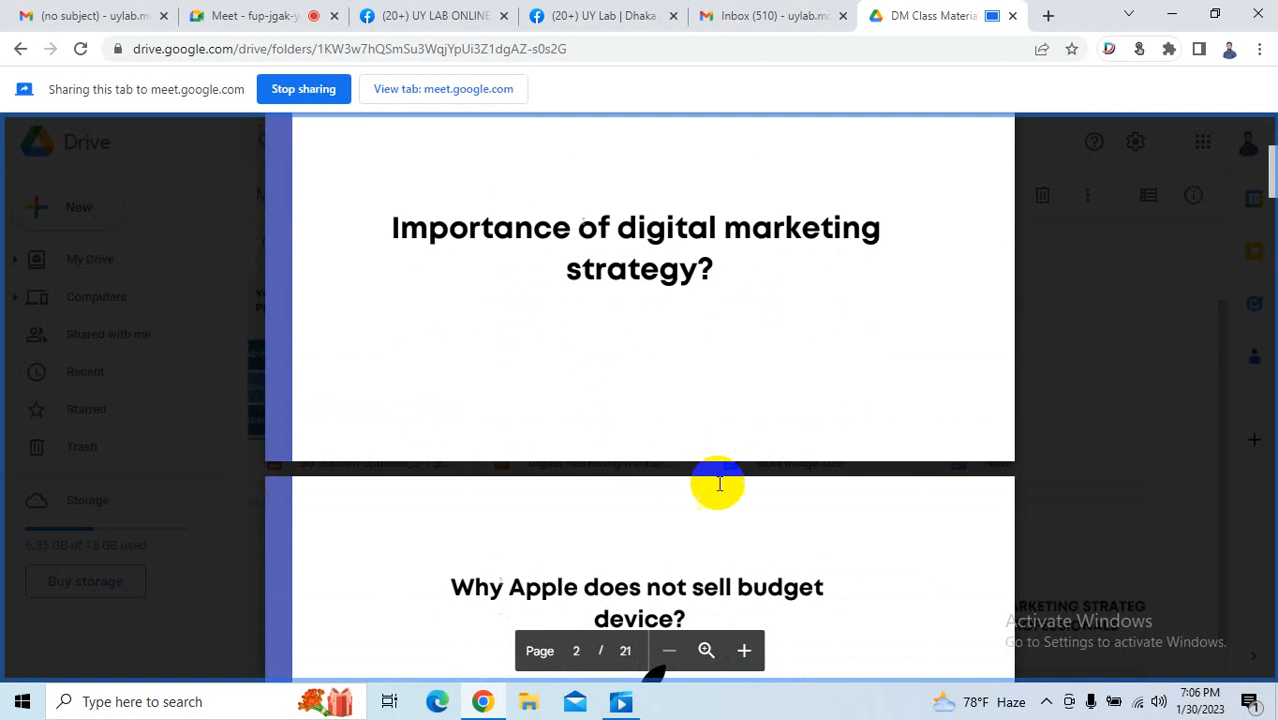 (no subject) - uylab.m
Meet - pu-jgak-y
(20+) UY LAB ONLINE
(20+) UY LAB | Dhaka
Inbox (510) - uylab.mc
DM Class Materia
drive.google.com/drive/folders/1KW3w7hQSmSu3WqjYpUi3Z1dgAZ-s0s2G
Sharing this tab to meet.google.com
Stop sharing
View tab: meet.google.com
Drive
New
My Drive
Computers
Shared with me
Recent
Starred
Trash
Storage
6.35 GB of 15 GB used
Buy storage
Importance of digital marketing
strategy?
Why Apple does not sell budget
device?
Page 2 / 21
ARKETING STRATEG
Activate Windows
Go to Settings to activate Windows.
Type here to search
78°F Haze
7:06 PM
1/30/2023